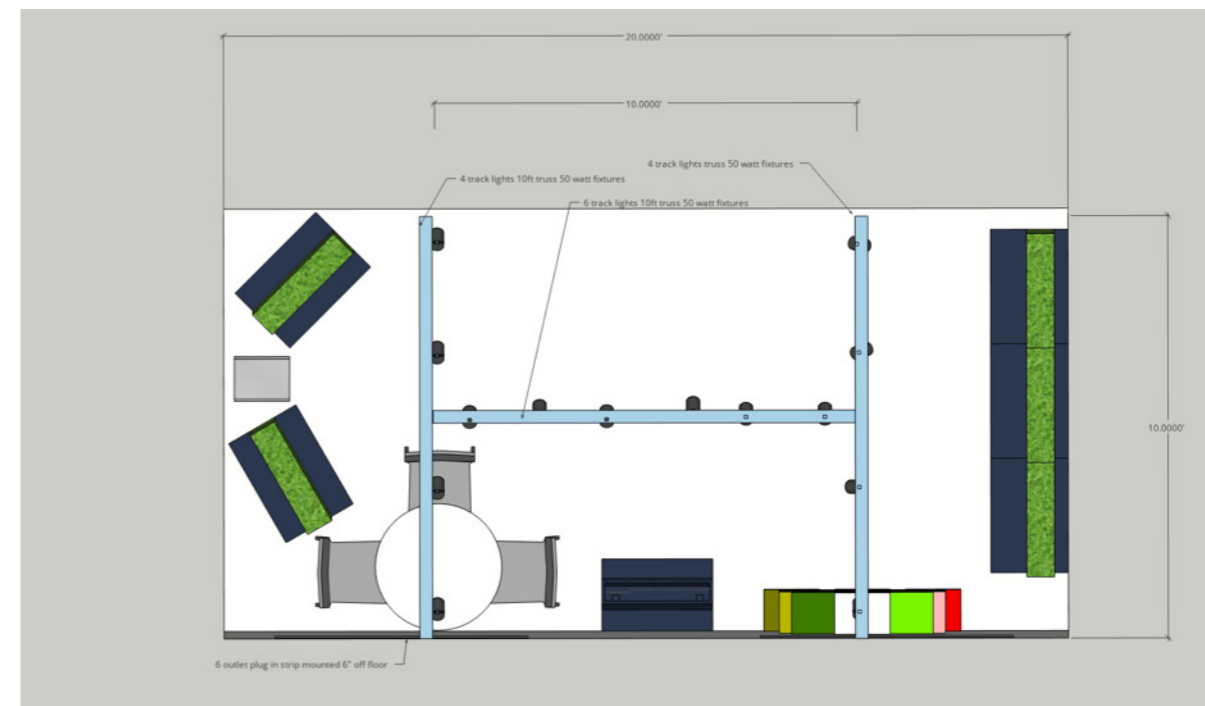 20.0000'
10.0000'
4 track lights truss 50 watt fixtures
4 track lights 10ft truss 50 watt fixtures
6 track lights 10ft truss 50 watt fixtures
10.0000'
6 outlet plug in strip mounted 6" off floor